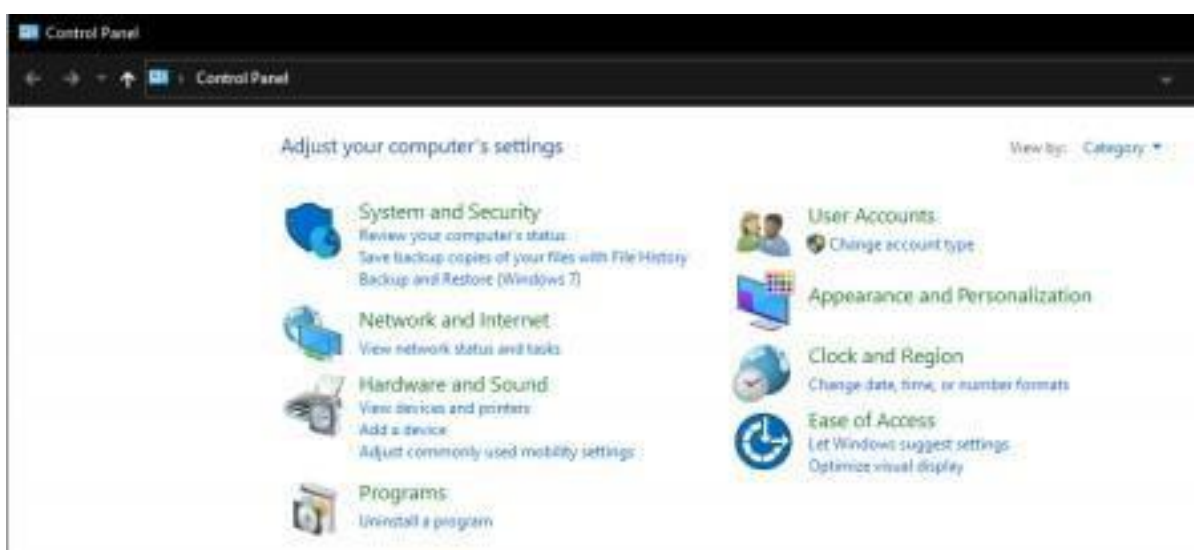 Control Panel
Control Panel
Adjust your computer's settings
View by: Category
System and Security
Review your computer's status
Save backup copies of your files with File History
Backup and Restore (Windows 7)
Network and Internet
View network status and tasks
Hardware and Sound
View devices and printers
Add a device
Adjust commonly used mobility settings
Programs
Uninstall a program
User Accounts
Change account type
Appearance and Personalization
Clock and Region
Change date, time, or number formats
Ease of Access
Let Windows suggest settings
Optimize visual display